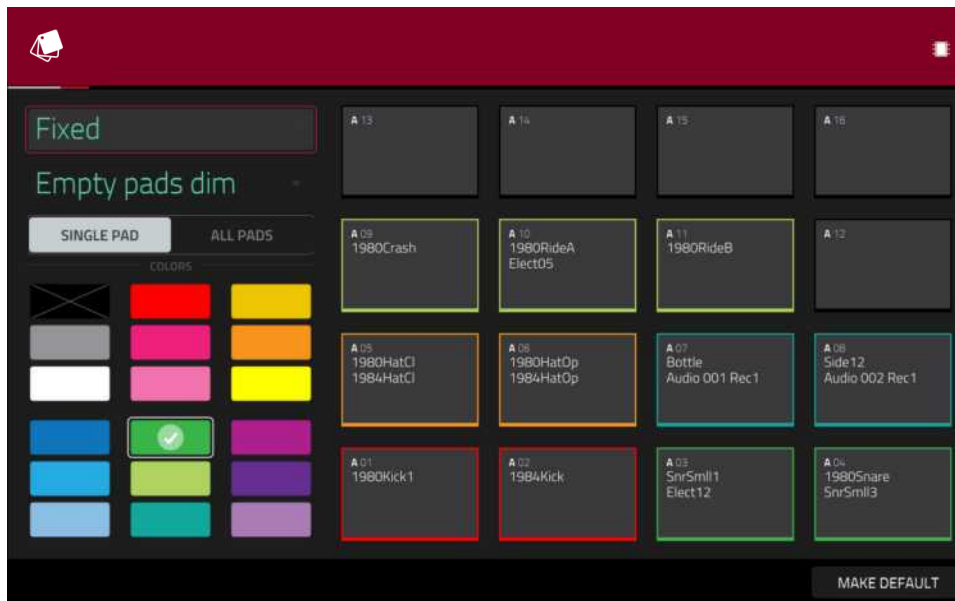 Fixed
Empty pads dim
SINGLE PAD ALL PADS
COLORS
A 13
A 14
A 15
A 16
A 09
1980Crash
A 10
1980RideA
Elect05
A 11
1980RideB
A 12
A 05
1980HatCl
1984HatCl
A 06
1980HatOp
1984HatOp
A 07
Bottle
Audio 001 Rec1
A 08
Side12
Audio 002 Rec1
A 01
1980Kick1
A 02
1984Kick
A 03
SnrSmll1
Elect12
A 04
1980Snare
SnrSmll3
MAKE DEFAULT